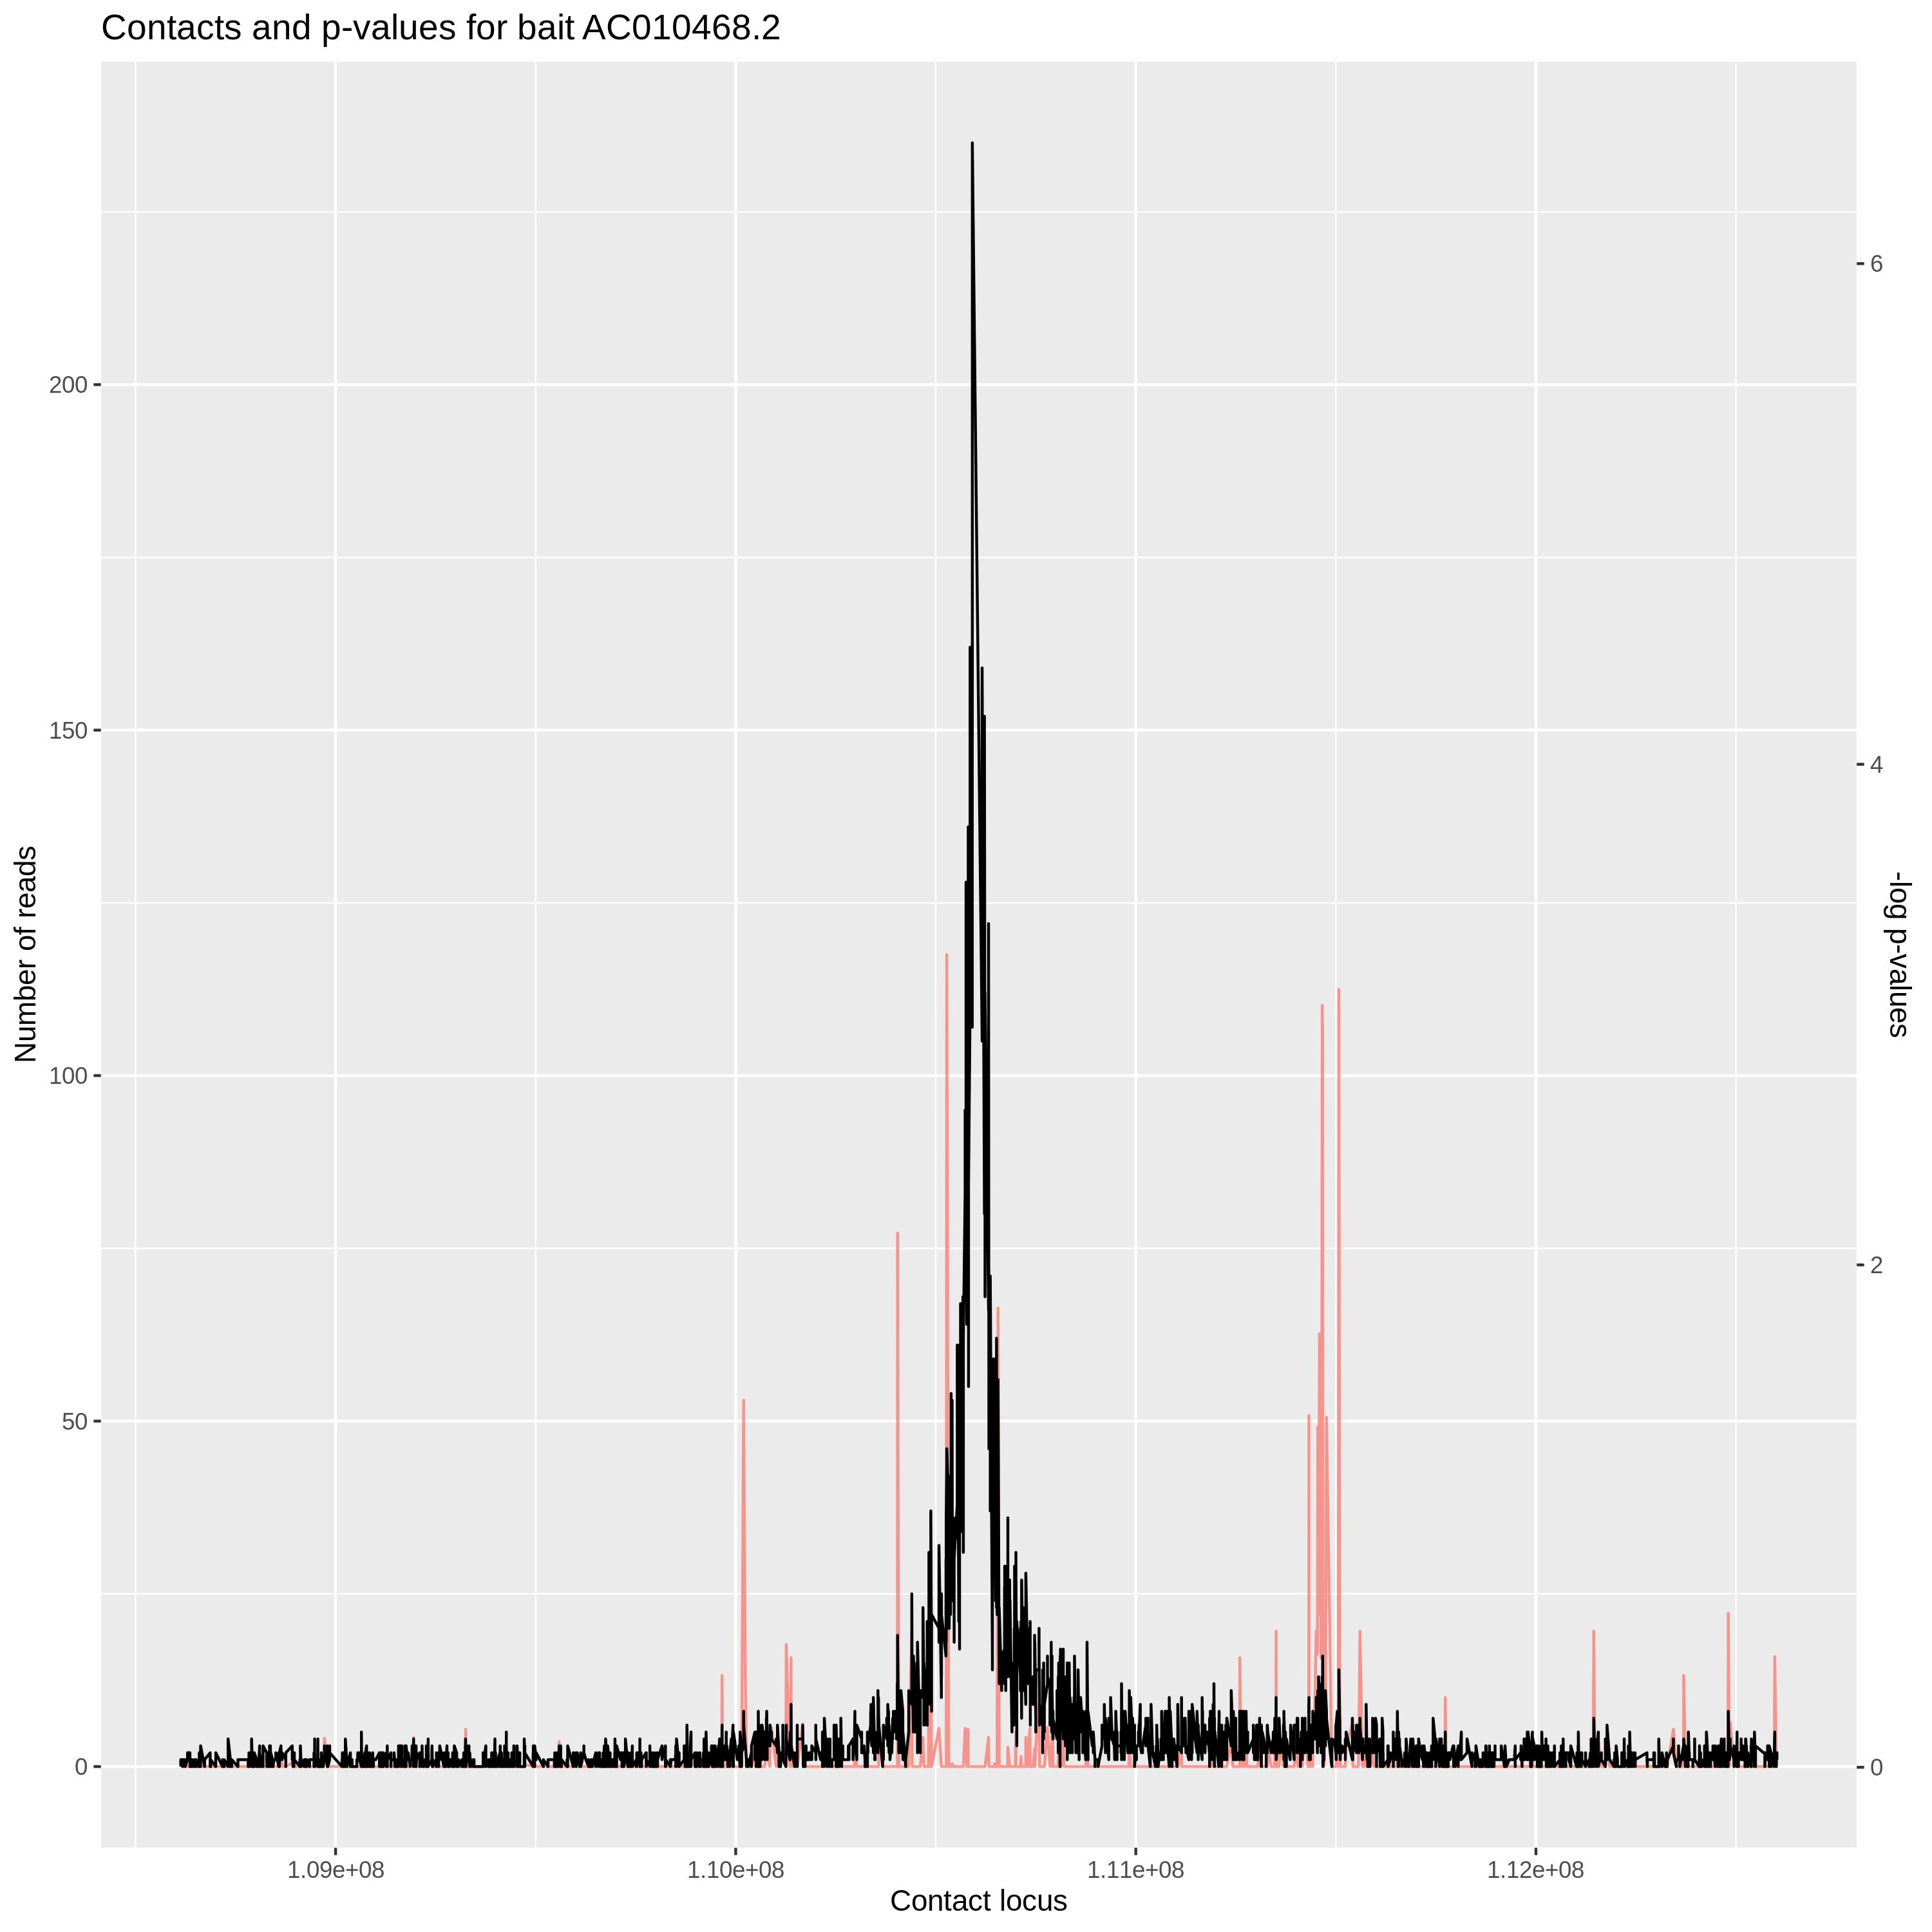 Contacts and p-values for bait AC010468.2
Number of reads
200
150
100
50
0
6
4
2
0
-log p-values
1.09e+08 1.10e+08 1.11e+08 1.12e+08
Contact locus